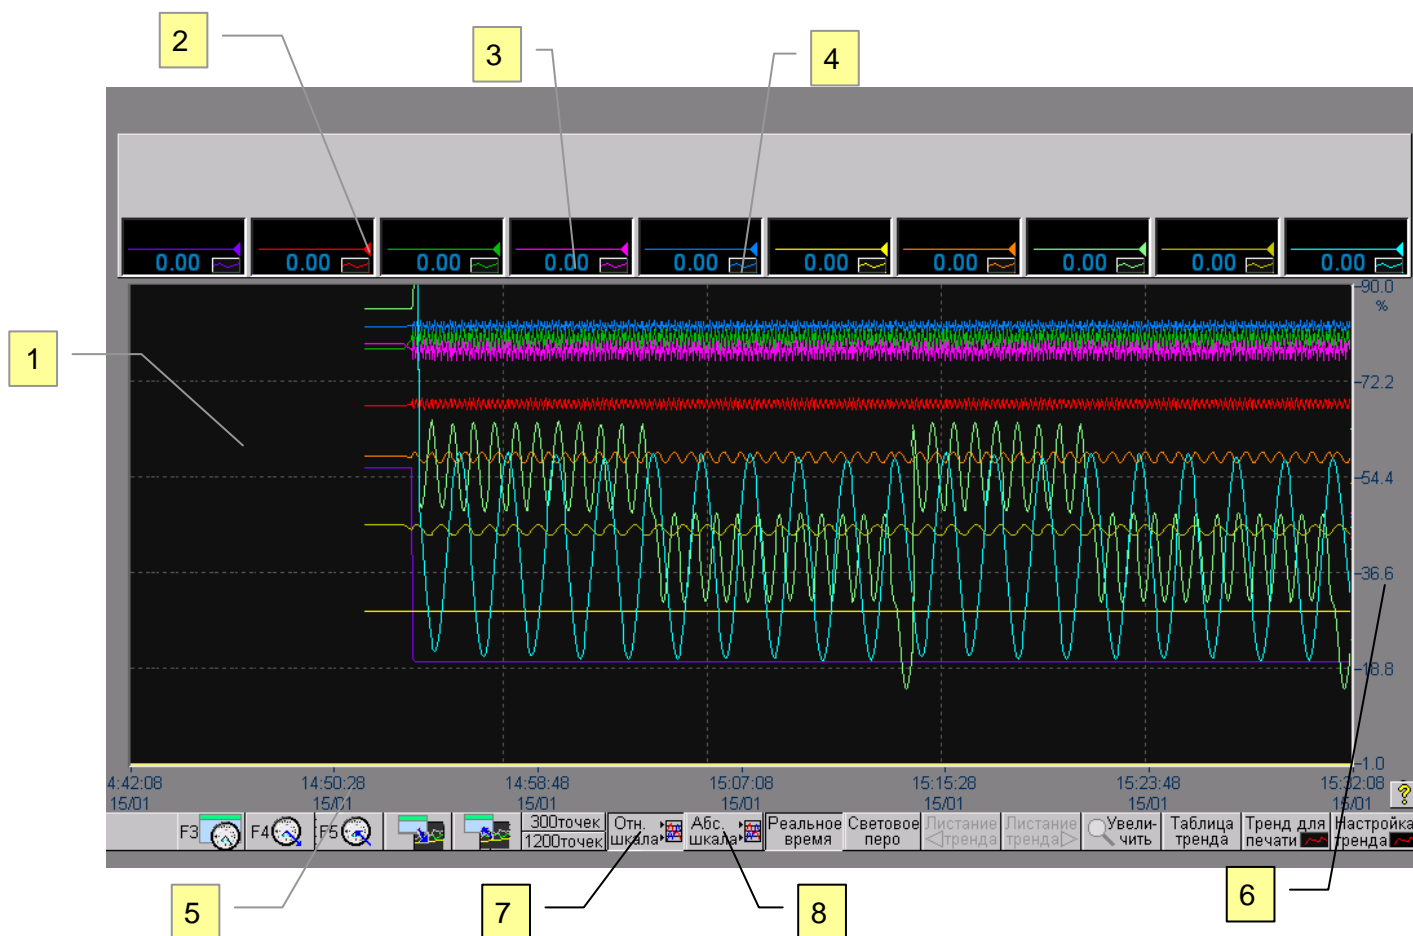 2
3
4
0.00 0.00 0.00 0.00 0.00 0.00 0.00 0.00 0.00 0.00
90.0
%
1
72.2
54.4
36.6
18.8
1.0
4:42:08 14:50:28 14:58:48 15:07:08 15:15:28 15:23:48 15:32:08
15/01 15/01 15/01 15/01 15/01 15/01 15/01
?
F3 F4 F5
300точек
1200точек
Отн.
шкала
Абс.
шкала
Реальное
время
Световое
перо
Листание
тренда
Листание
тренда
Увели-
чить
Таблица
тренда
Тренд для
печати
Настройка
тренда
5
7
8
6